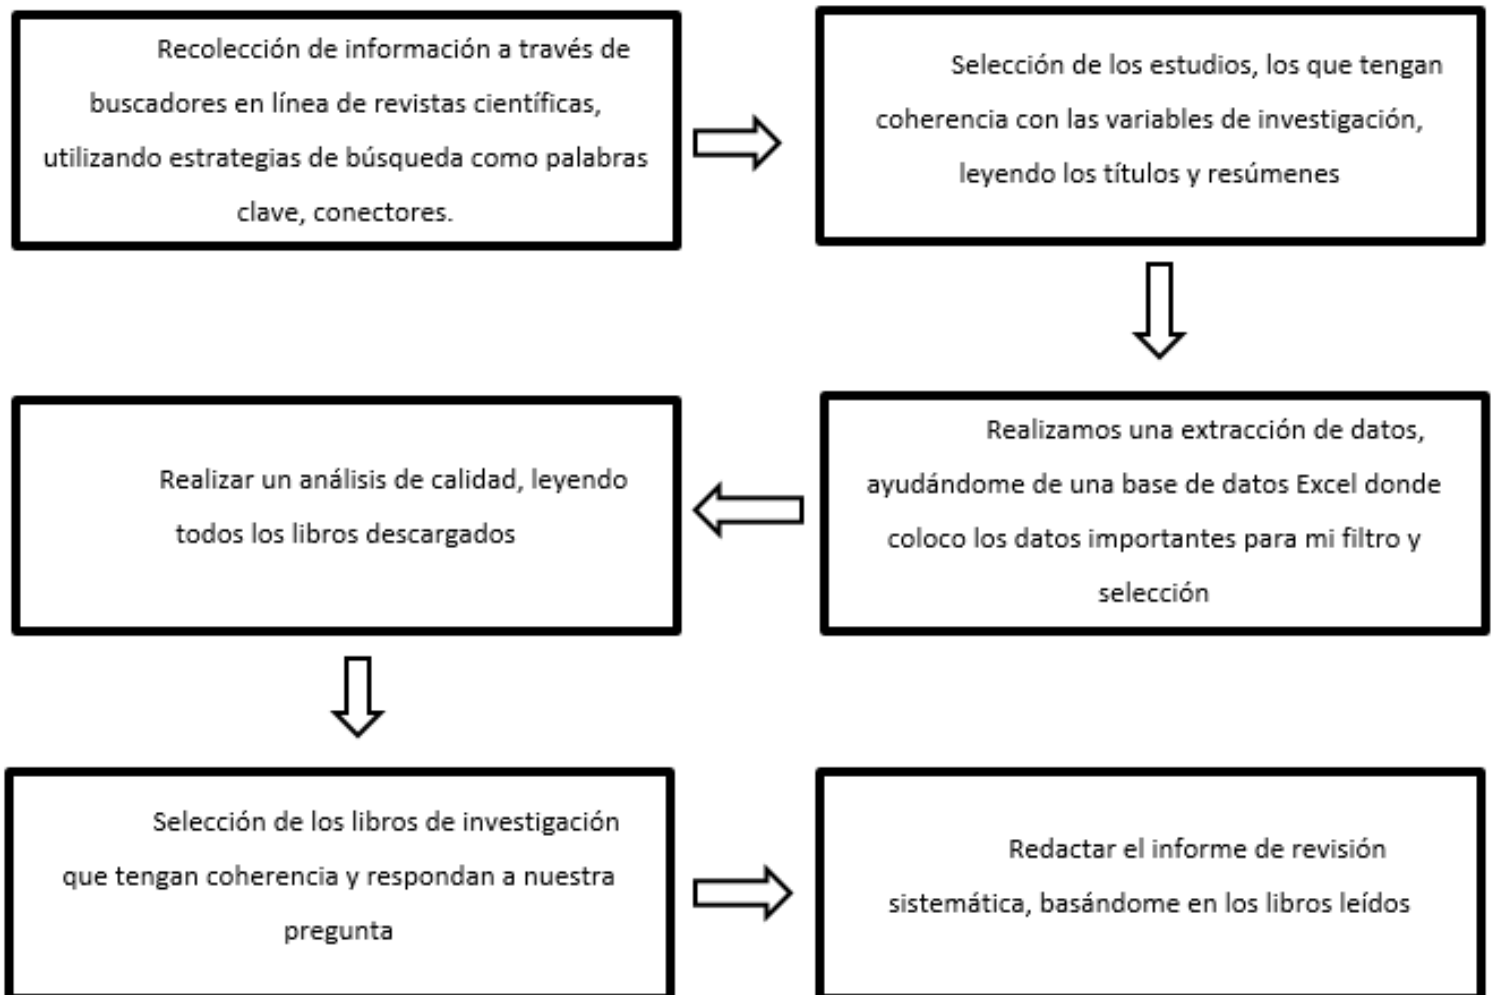 Recolección de información a través de
buscadores en línea de revistas científicas,
utilizando estrategias de búsqueda como palabras
clave, conectores.
Selección de los estudios, los que tengan
coherencia con las variables de investigación,
leyendo los títulos y resúmenes
Realizamos una extracción de datos,
ayudándome de una base de datos Excel donde
coloco los datos importantes para mi filtro y
selección
Realizar un análisis de calidad, leyendo
todos los libros descargados
Selección de los libros de investigación
que tengan coherencia y respondan a nuestra
pregunta
Redactar el informe de revisión
sistemática, basándome en los libros leídos